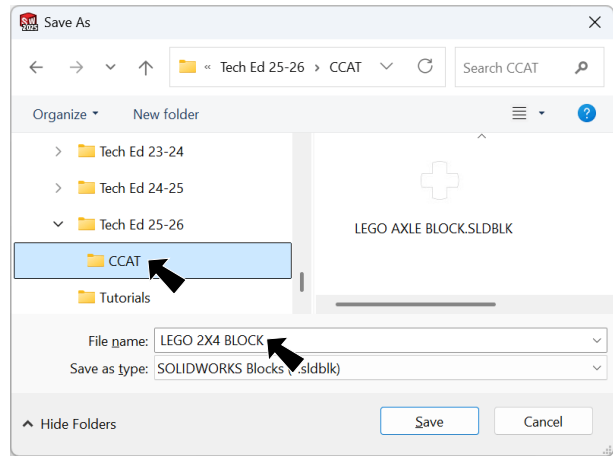 SW 2025 Save As
« Tech Ed 25-26 > CCAT Search CCAT
Organize New folder ?
Tech Ed 23-24
Tech Ed 24-25
Tech Ed 25-26
CCAT
Tutorials
LEGO AXLE BLOCK.SLDBLK
File name: LEGO 2X4 BLOCK
Save as type: SOLIDWORKS Blocks ( .sldblk)
Hide Folders Save Cancel